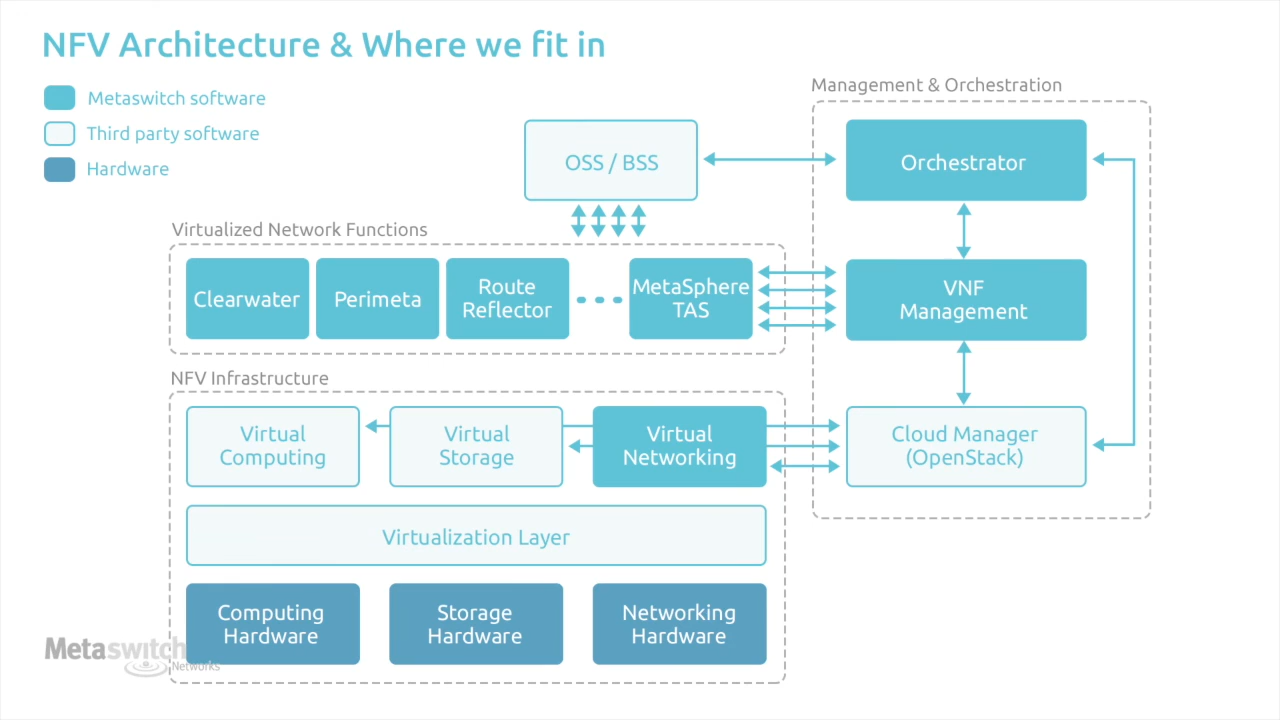 NFV Architecture & Where we fit in
Metaswitch software
Third party software
Hardware
Management & Orchestration
OSS / BSS
Orchestrator
Virtualized Network Functions
Clearwater
Perimeta
Route
Reflector
MetaSphere
TAS
VNF
Management
NFV Infrastructure
Virtual
Computing
Virtual
Storage
Virtual
Networking
Cloud Manager
(OpenStack)
Virtualization Layer
Computing
Hardware
Storage
Hardware
Networking
Hardware
Metaswitch
Networks